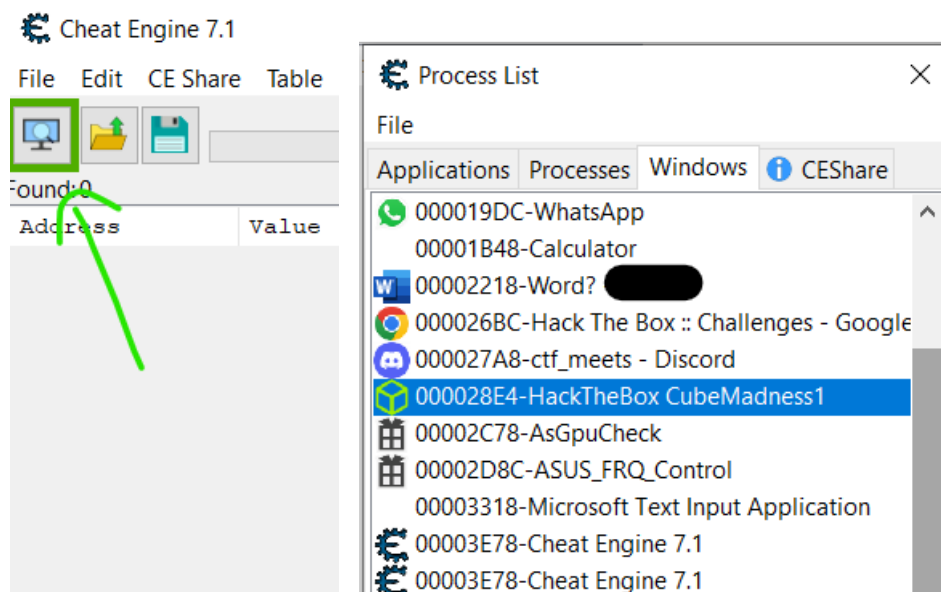 Cheat Engine 7.1
File Edit CE Share Table
Found:0
Address Value
Process List
File
Applications Processes Windows CEShare
000019DC-WhatsApp
00001B48-Calculator
00002218-Word?
000026BC-Hack The Box :: Challenges - Google
000027A8-ctf_meets - Discord
000028E4-HackTheBox CubeMadness1
00002C78-AsGpuCheck
00002D8C-ASUS_FRQ_Control
00003318-Microsoft Text Input Application
00003E78-Cheat Engine 7.1
00003E78-Cheat Engine 7.1